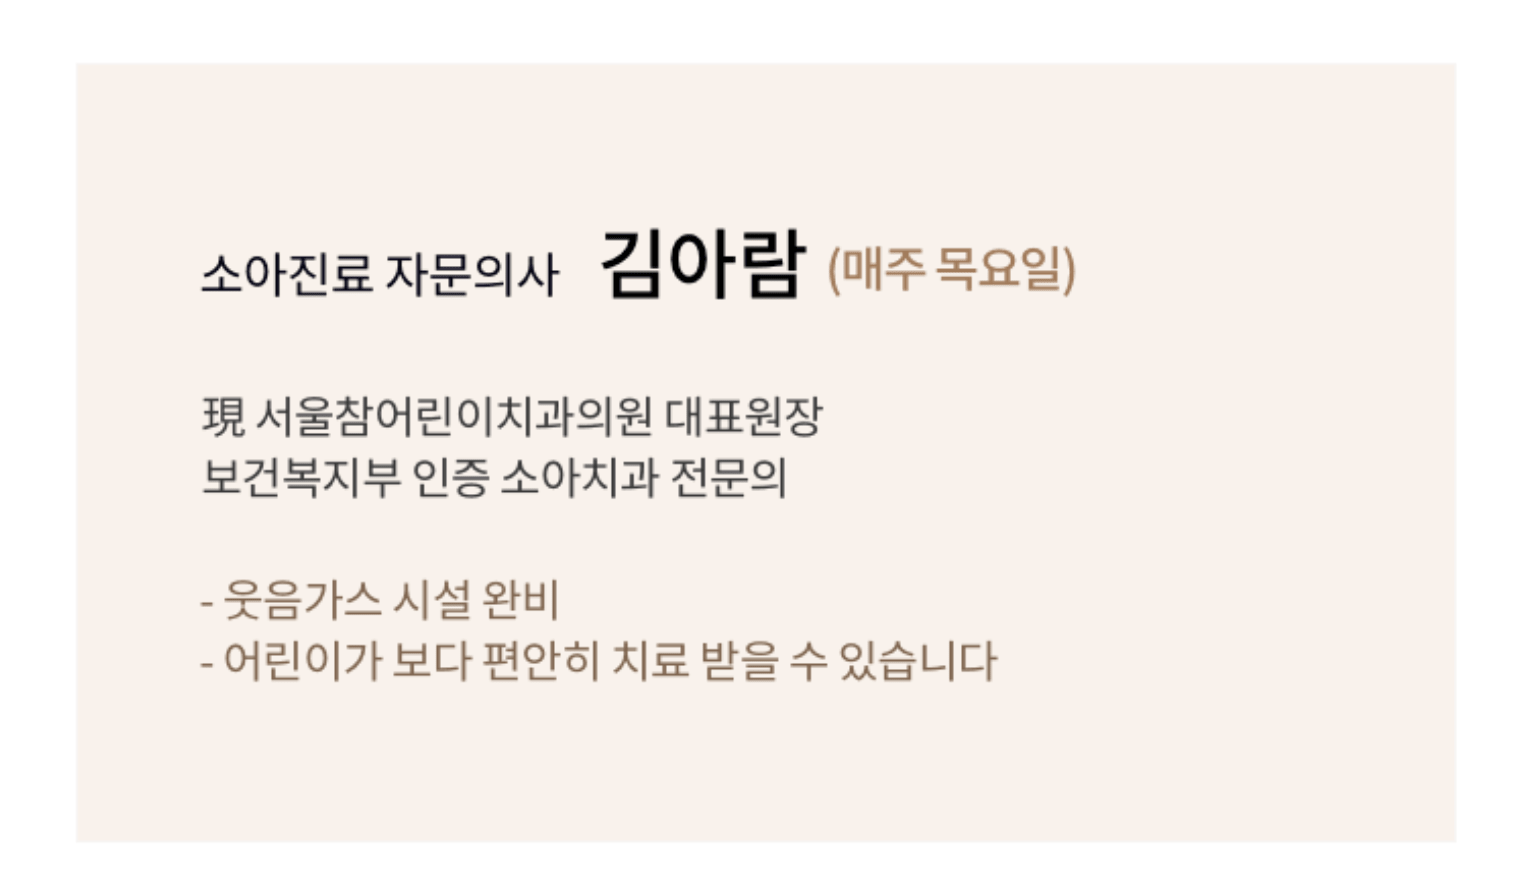 소아진료 자문의사 김아람 (매주 목요일)
現 서울참어린이치과의원 대표원장
보건복지부 인증 소아치과 전문의
- 웃음가스 시설 완비
- 어린이가 보다 편안히 치료 받을 수 있습니다